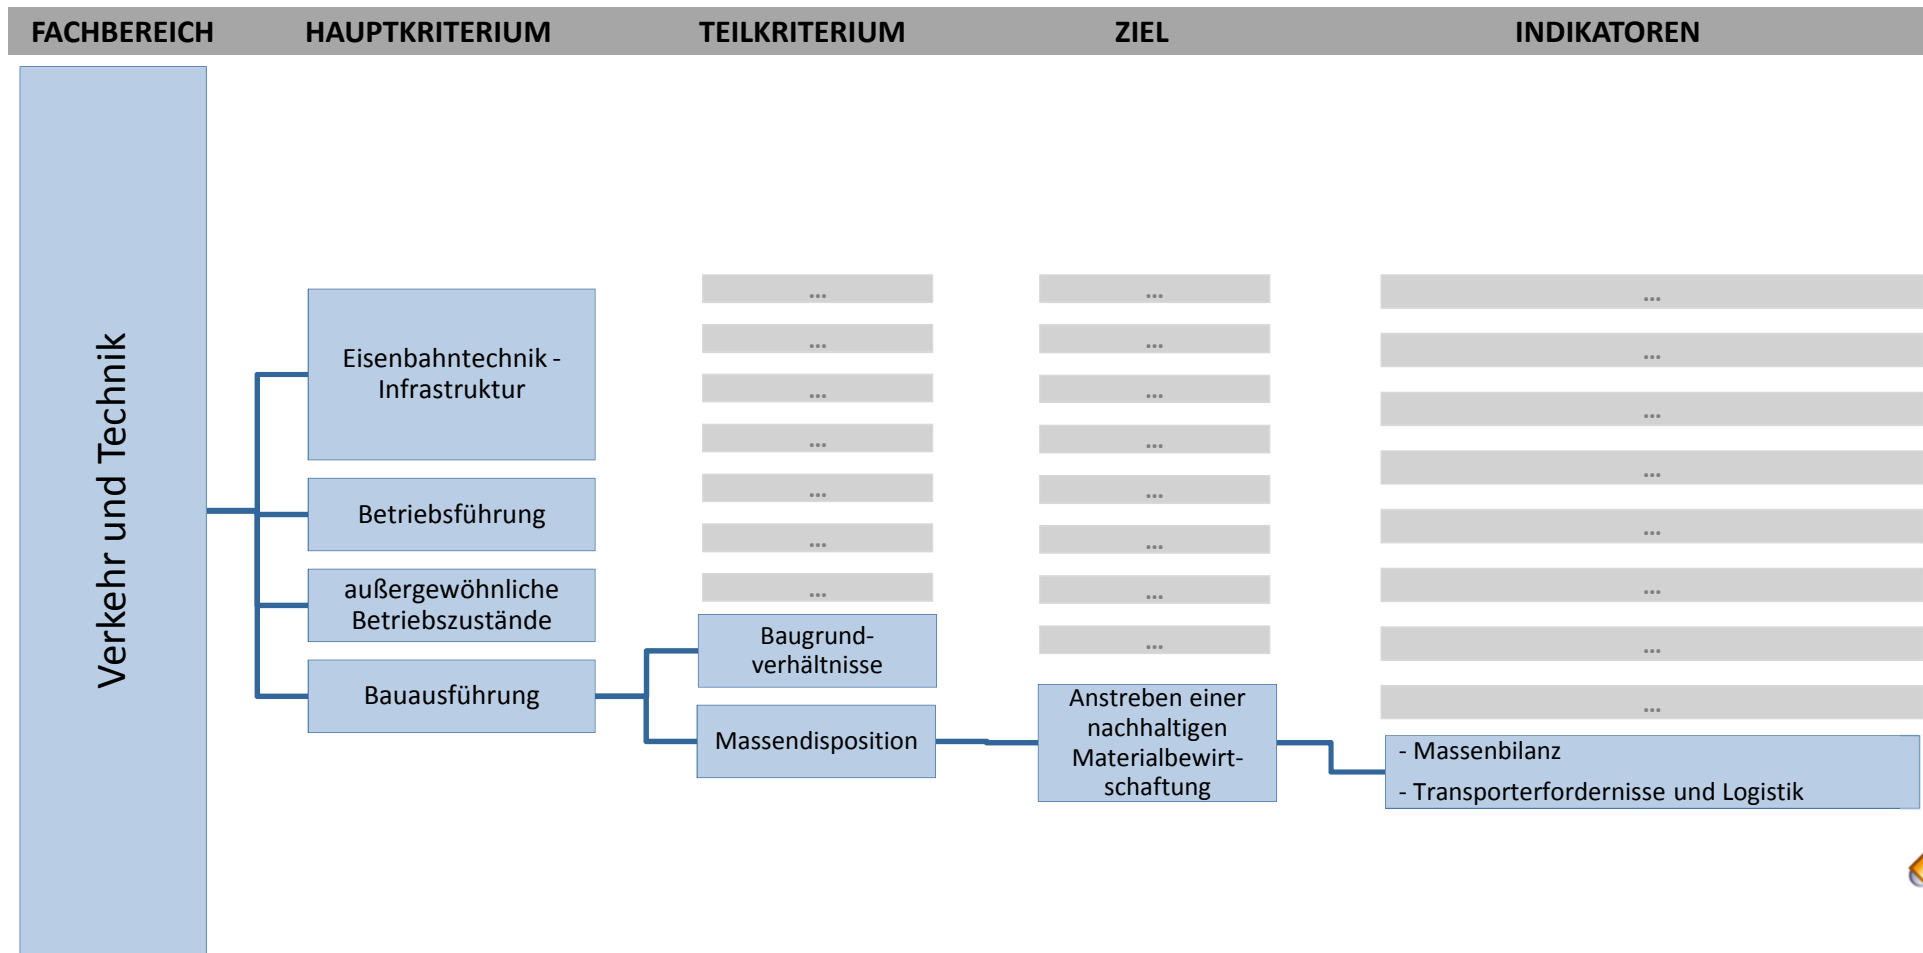 FACHBEREICH HAUPTKRITERIUM TEILKRITERIUM ZIEL INDIKATOREN
Verkehr und Technik
Eisenbahntechnik -
Infrastruktur
Betriebsführung
außergewöhnliche
Betriebszustände
Bauausführung
...
...
...
...
...
...
...
Baugrund-
verhältnisse
Massendisposition
...
...
...
...
...
...
...
...
Anstreben einer
nachhaltigen
Materialbewirt-
schaftung
...
...
...
...
...
...
...
...
- Massenbilanz
- Transporterfordernisse und Logistik